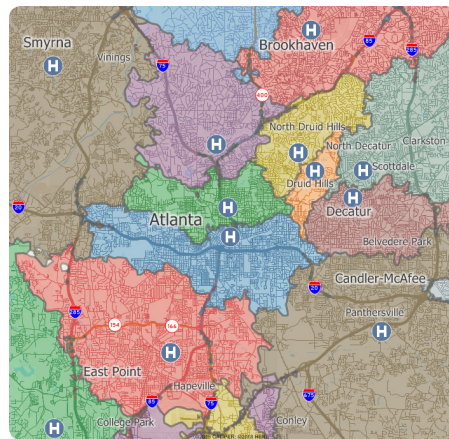 Smyrna
H
Vinings
75
H
Brookhaven
85
285
400
H
North Druid Hills
H
North Decatur
Clarkston
H
Scottdale
H
Druid Hills
20
H
Atlanta
H
Decatur
Belvedere Park
Candler-McAfee
20
285
Panthersville
H
154
166
H
East Point
Hapeville
85
75
675
H
College Park
Conley